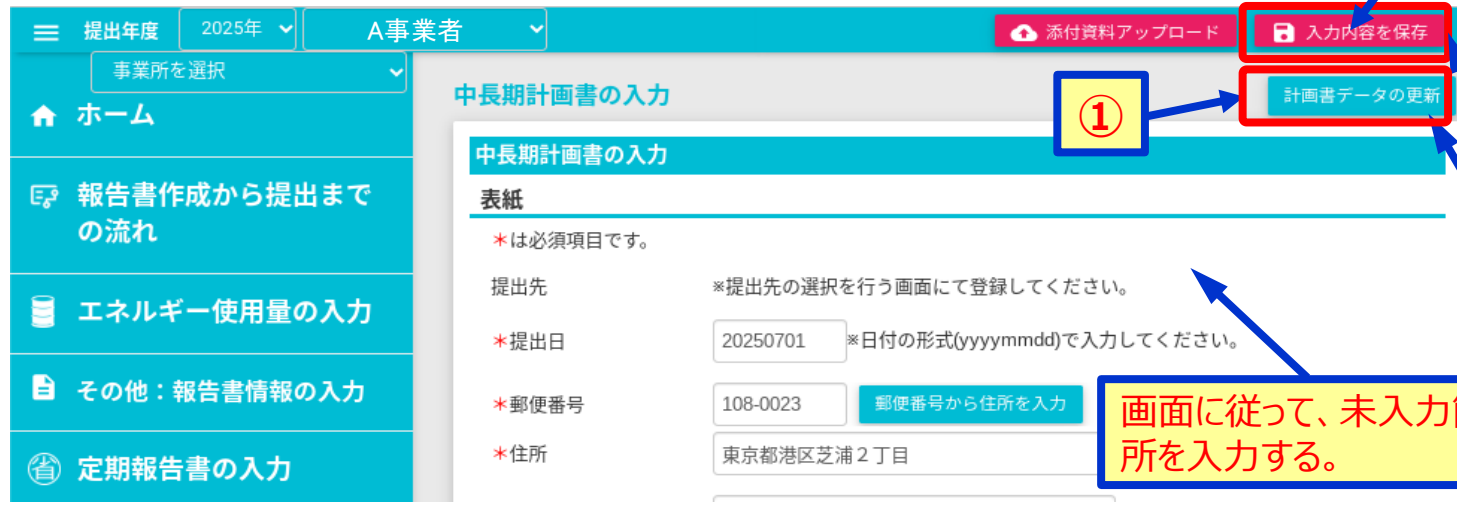 提出年度 2025年 A事業者 添付資料アップロード 入力内容を保存
事業所を選択
ホーム
報告書作成から提出まで
の流れ
エネルギー使用量の入力
その他：報告書情報の入力
省 定期報告書の入力
中長期計画書の入力
①
計画書データの更新
中長期計画書の入力
表紙
*は必須項目です。
提出先 ※提出先の選択を行う画面にて登録してください。
*提出日 20250701 ※日付の形式(yyyymmdd)で入力してください。
*郵便番号 108-0023 郵便番号から住所を入力
*住所 東京都港区芝浦２丁目
画面に従って、未入力
所を入力する。